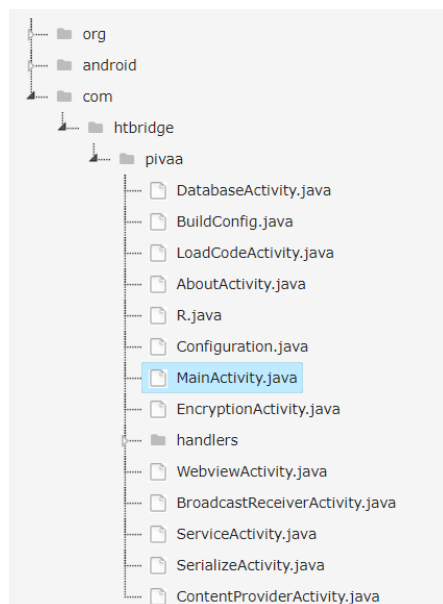 org
android
com
htbridge
pivaa
DatabaseActivity.java
BuildConfig.java
LoadCodeActivity.java
AboutActivity.java
R.java
Configuration.java
MainActivity.java
EncryptionActivity.java
handlers
WebviewActivity.java
BroadcastReceiverActivity.java
ServiceActivity.java
SerializeActivity.java
ContentProviderActivity.java